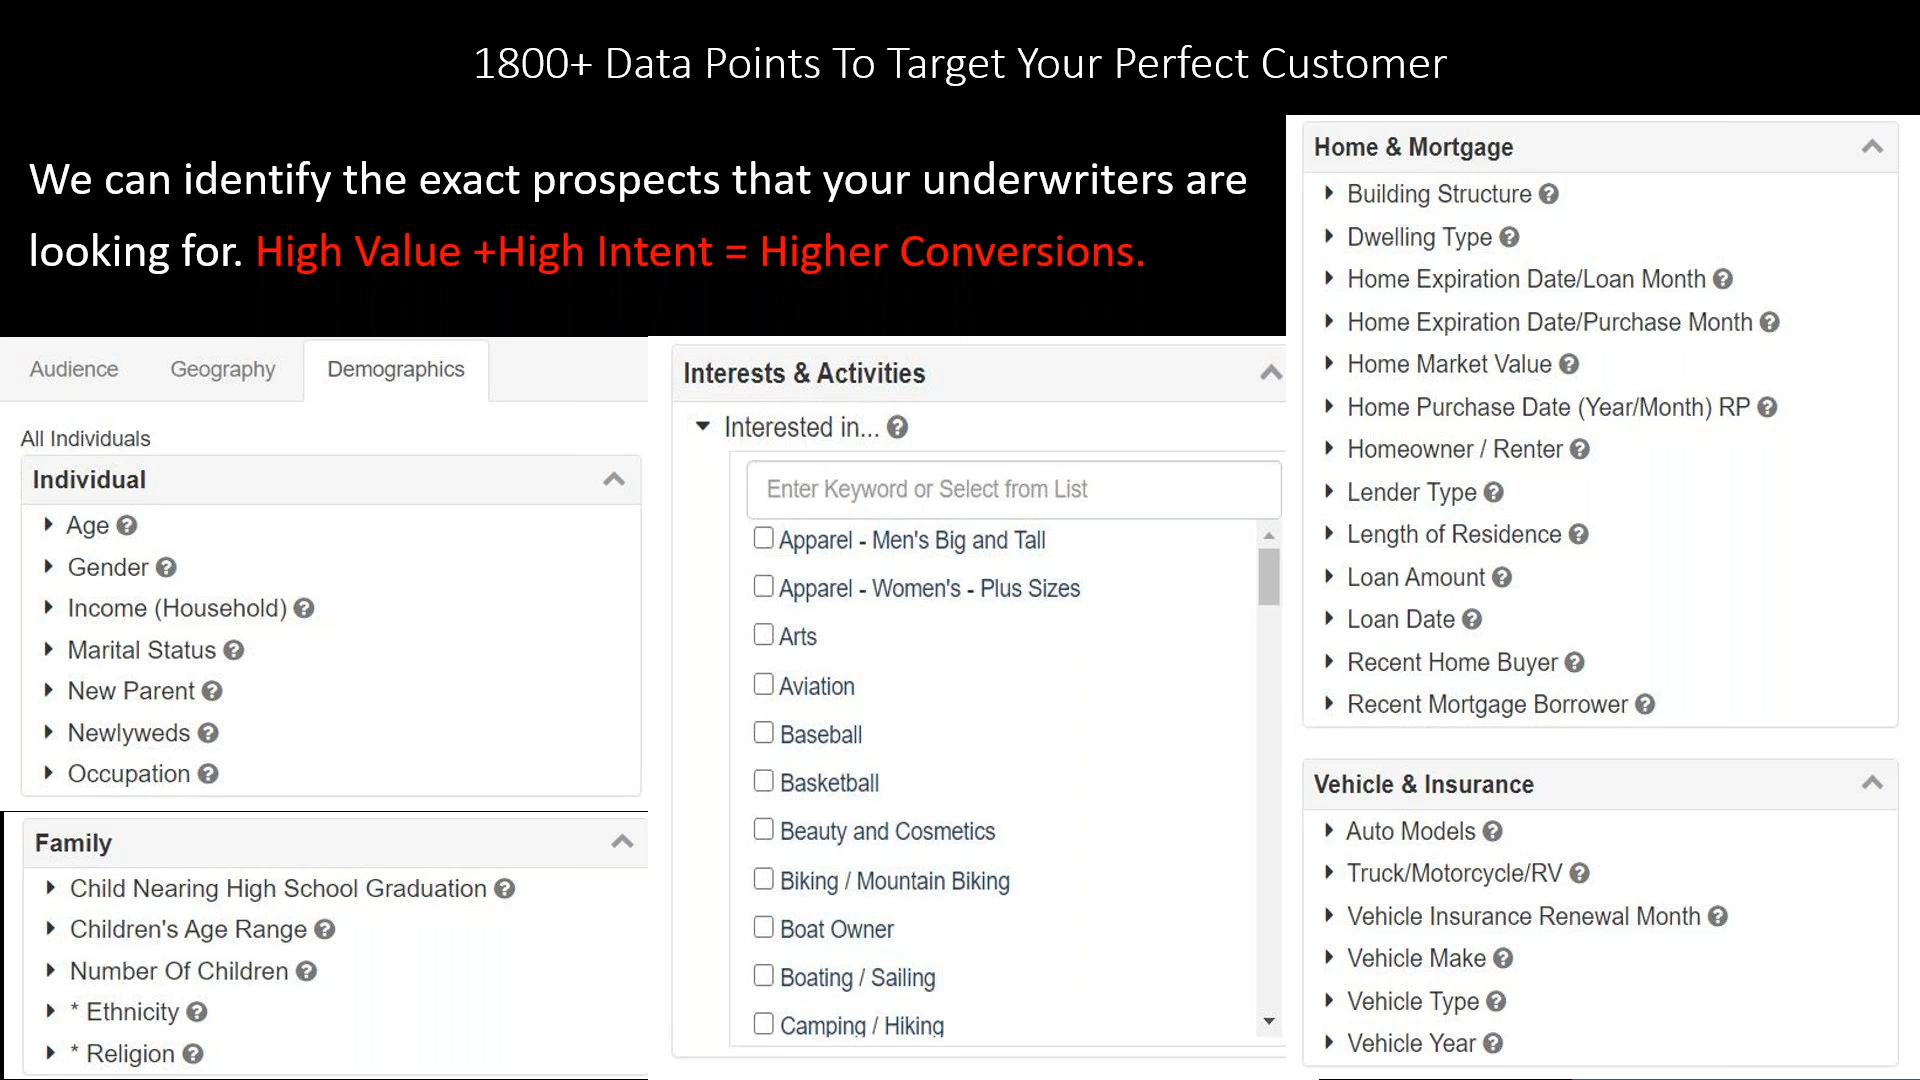 1800+ Data Points To Target Your Perfect Customer
We can identify the exact prospects that your underwriters are
looking for. High Value +High Intent = Higher Conversions.
Audience
Geography
Demographics
All Individuals
Individual
Age
Gender
Income (Household)
Marital Status
New Parent
Newlyweds
Occupation
Family
Child Nearing High School Graduation
Children's Age Range
Number Of Children
* Ethnicity
* Religion
Interests & Activities
Interested in...
Enter Keyword or Select from List
Apparel - Men's Big and Tall
Apparel - Women's - Plus Sizes
Arts
Aviation
Baseball
Basketball
Beauty and Cosmetics
Biking / Mountain Biking
Boat Owner
Boating / Sailing
Camping / Hiking
Home & Mortgage
Building Structure
Dwelling Type
Home Expiration Date/Loan Month
Home Expiration Date/Purchase Month
Home Market Value
Home Purchase Date (Year/Month) RP
Homeowner / Renter
Lender Type
Length of Residence
Loan Amount
Loan Date
Recent Home Buyer
Recent Mortgage Borrower
Vehicle & Insurance
Auto Models
Truck/Motorcycle/RV
Vehicle Insurance Renewal Month
Vehicle Make
Vehicle Type
Vehicle Year